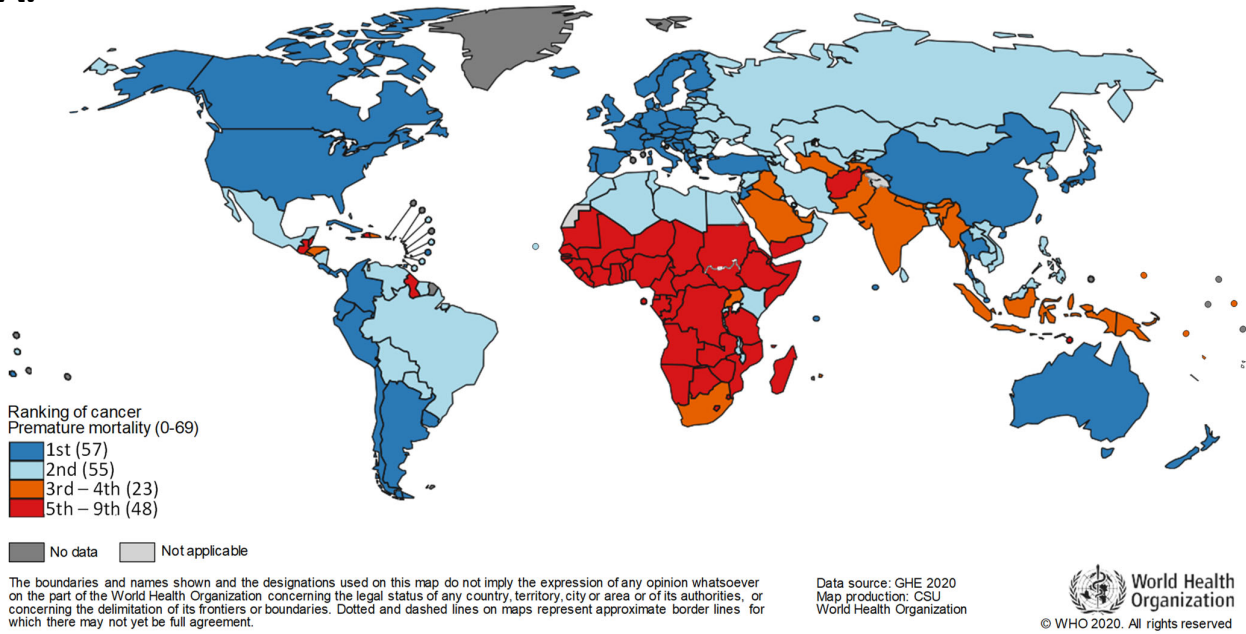 Ranking of cancer
Premature mortality (0-69)
1st (57)
2nd (55)
3rd – 4th (23)
5th – 9th (48)
No data
Not applicable
The boundaries and names shown and the designations used on this map do not imply the expression of any opinion whatsoever
on the part of the World Health Organization concerning the legal status of any country, territory, city or area or of its authorities, or
concerning the delimitation of its frontiers or boundaries. Dotted and dashed lines on maps represent approximate border lines for
which there may not yet be full agreement.
Data source: GHE 2020
Map production: CSU
World Health Organization
World Health
Organization
© WHO 2020. All rights reserved